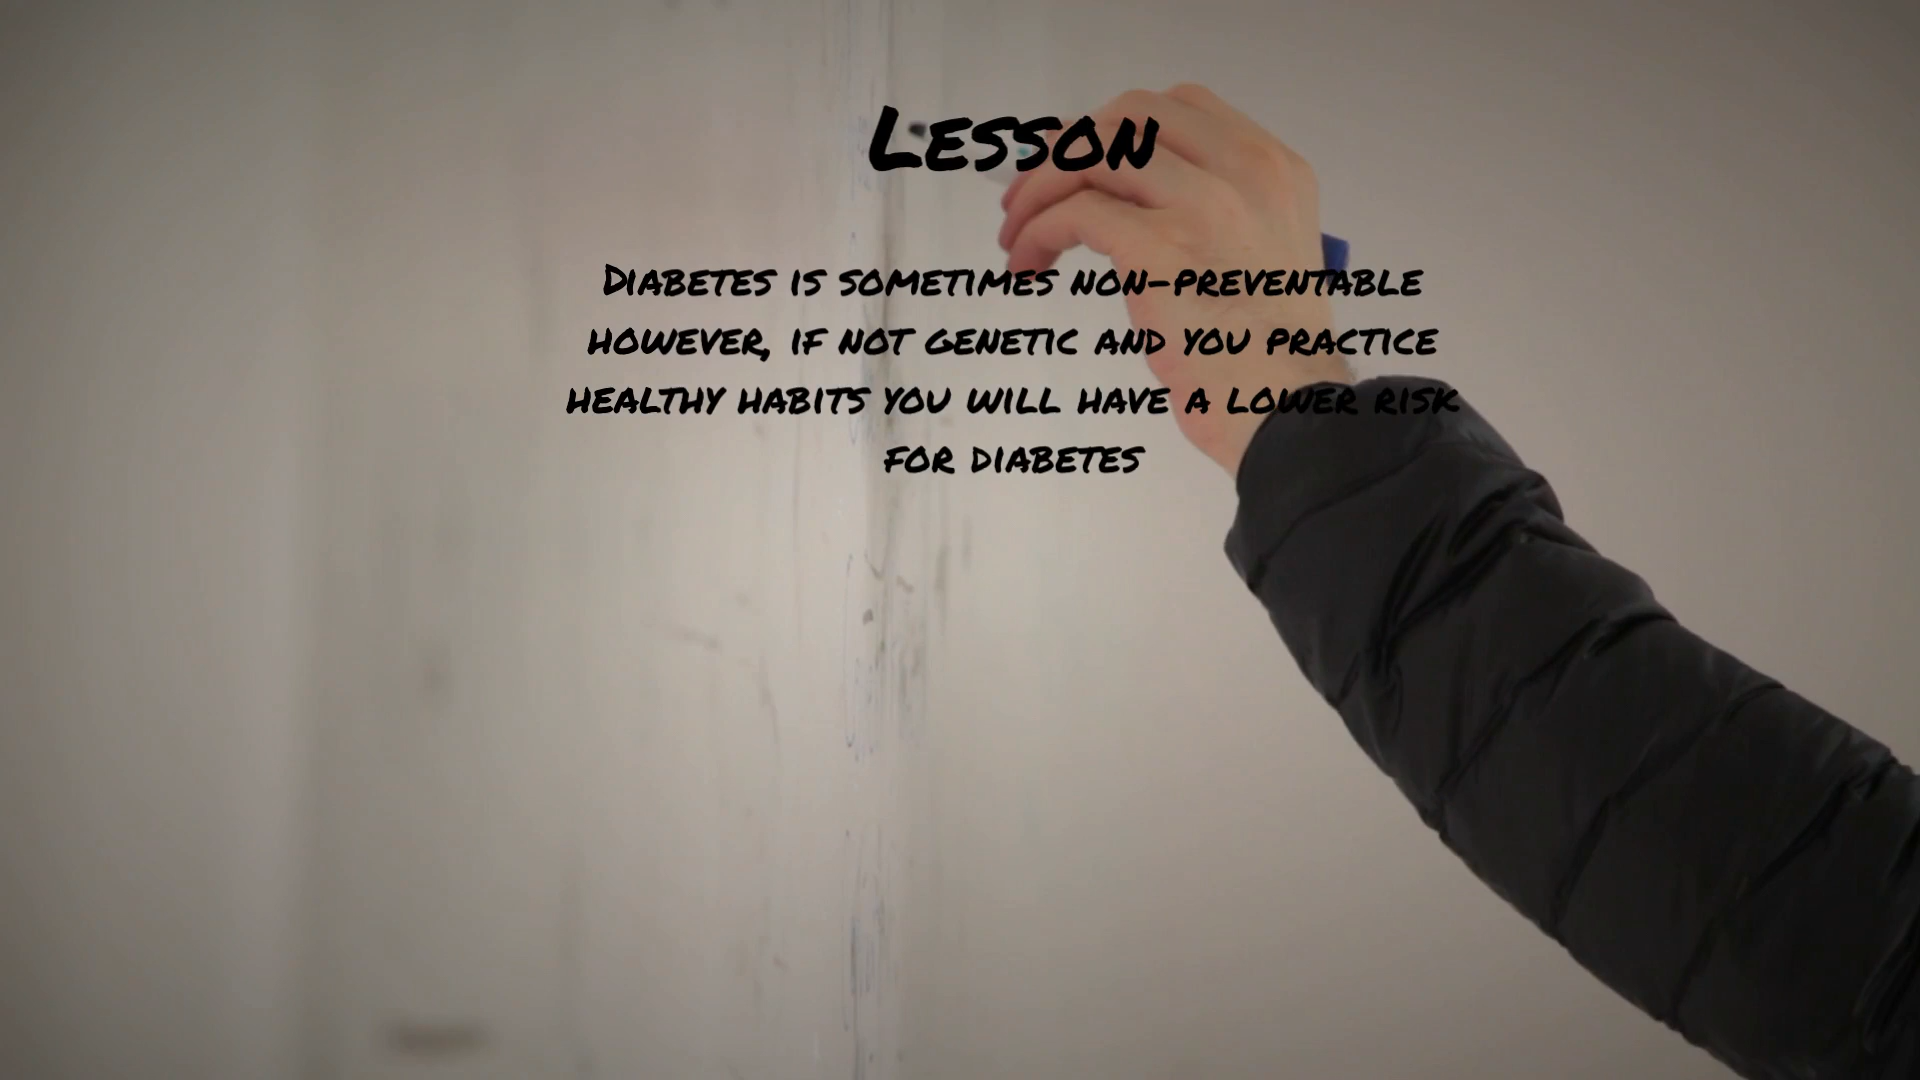 Lesson
Diabetes is sometimes non-preventable
however, if not genetic and you practice
healthy habits you will have a lower risk
for diabetes